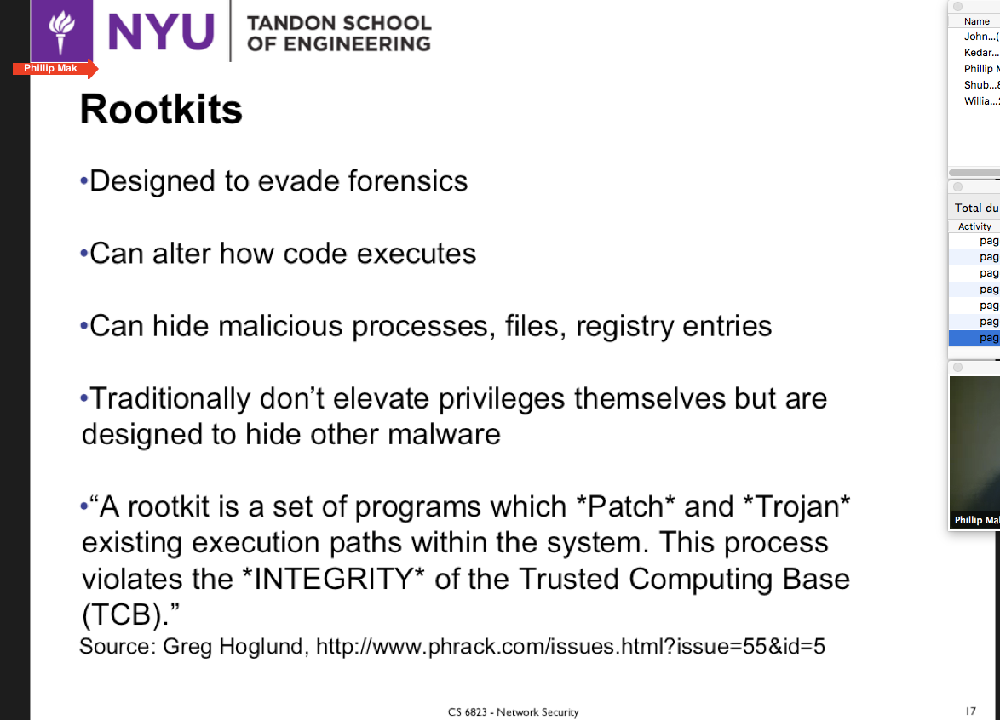 NYU
TANDON SCHOOL
OF ENGINEERING
Phillip Mak
Rootkits
•Designed to evade forensics
•Can alter how code executes
•Can hide malicious processes, files, registry entries
•Traditionally don’t elevate privileges themselves but are
designed to hide other malware
•“A rootkit is a set of programs which *Patch* and *Trojan*
existing execution paths within the system. This process
violates the *INTEGRITY* of the Trusted Computing Base
(TCB).”
Source: Greg Hoglund, http://www.phrack.com/issues.html?issue=55&id=5
CS 6823 - Network Security
17
Name
John...(
Kedar...
Phillip
Shub...
Willia...
Total du
Activity
pag
pag
pag
pag
pag
pag
pag
Phillip Mal